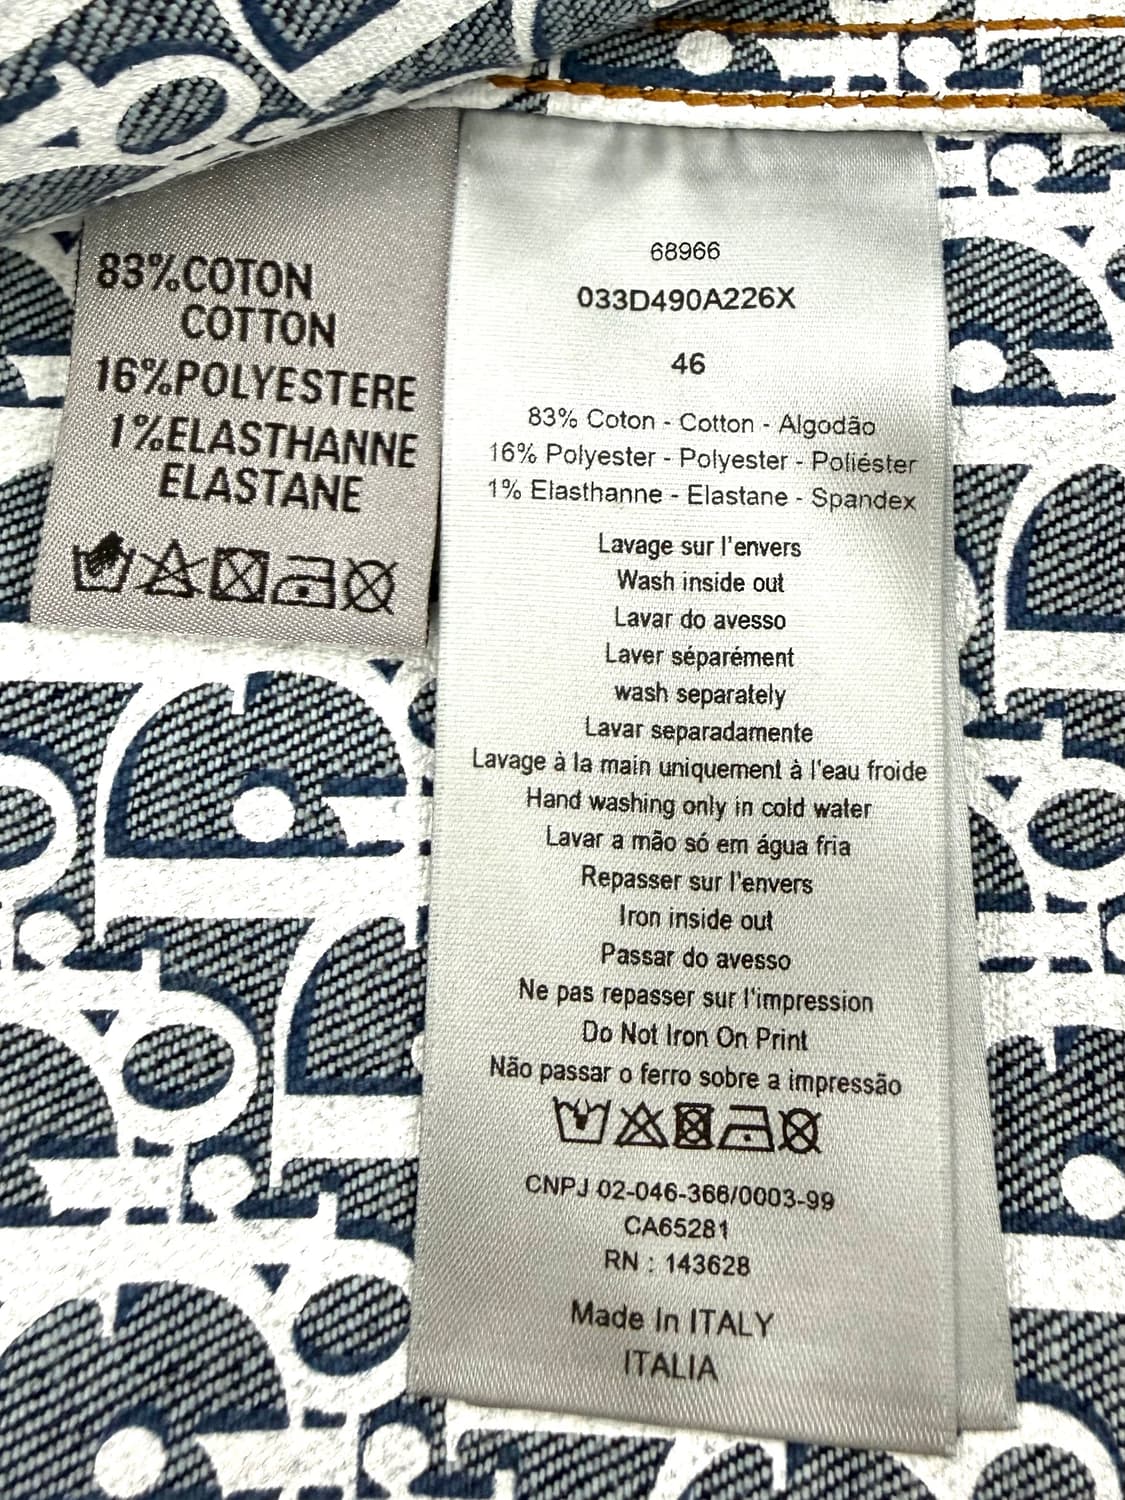 83%COTON
COTTON
16%POLYESTERE
1%ELASTHANNE
ELASTANE
68966
033D490A226X
46
83% Coton - Cotton - Algodão
16% Polyester - Polyester - Poliéster
1% Elasthanne - Elastane - Spandex
Lavage sur l'envers
Wash inside out
Lavar do avesso
Laver séparément
wash separately
Lavar separadamente
Lavage à la main uniquement à l'eau froide
Hand washing only in cold water
Lavar a mão só em água fria
Repasser sur l'envers
Iron inside out
Passar do avesso
Ne pas repasser sur l'impression
Do Not Iron On Print
Não passar o ferro sobre a impressão
CNPJ 02-046-366/0003-99
CA65281
RN : 143628
Made In ITALY
ITALIA